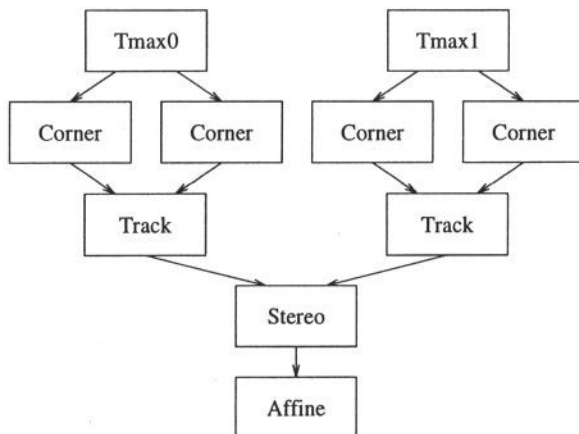 Tmax0 Tmax1
Corner Corner Corner Corner
Track Track
Stereo
Affine